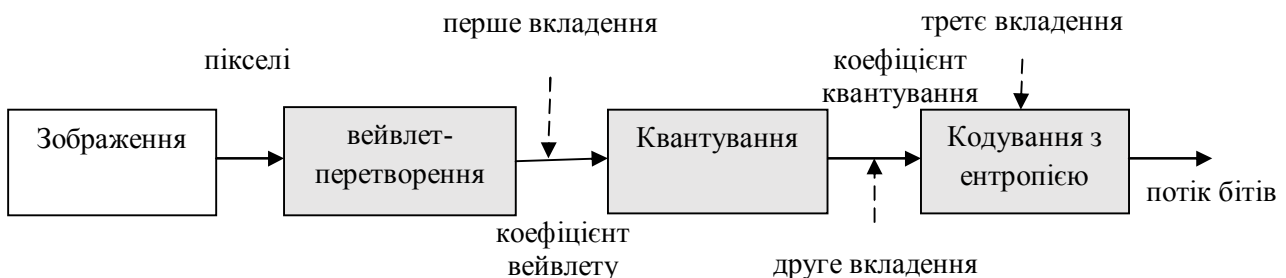 перше вкладення
третє вкладення
пікселі
коефіцієнт
квантування
Зображення
вейвлет-
перетворення
Квантування
Кодування з
ентропією
потік бітів
коефіцієнт
вейвлету
друге вкладення